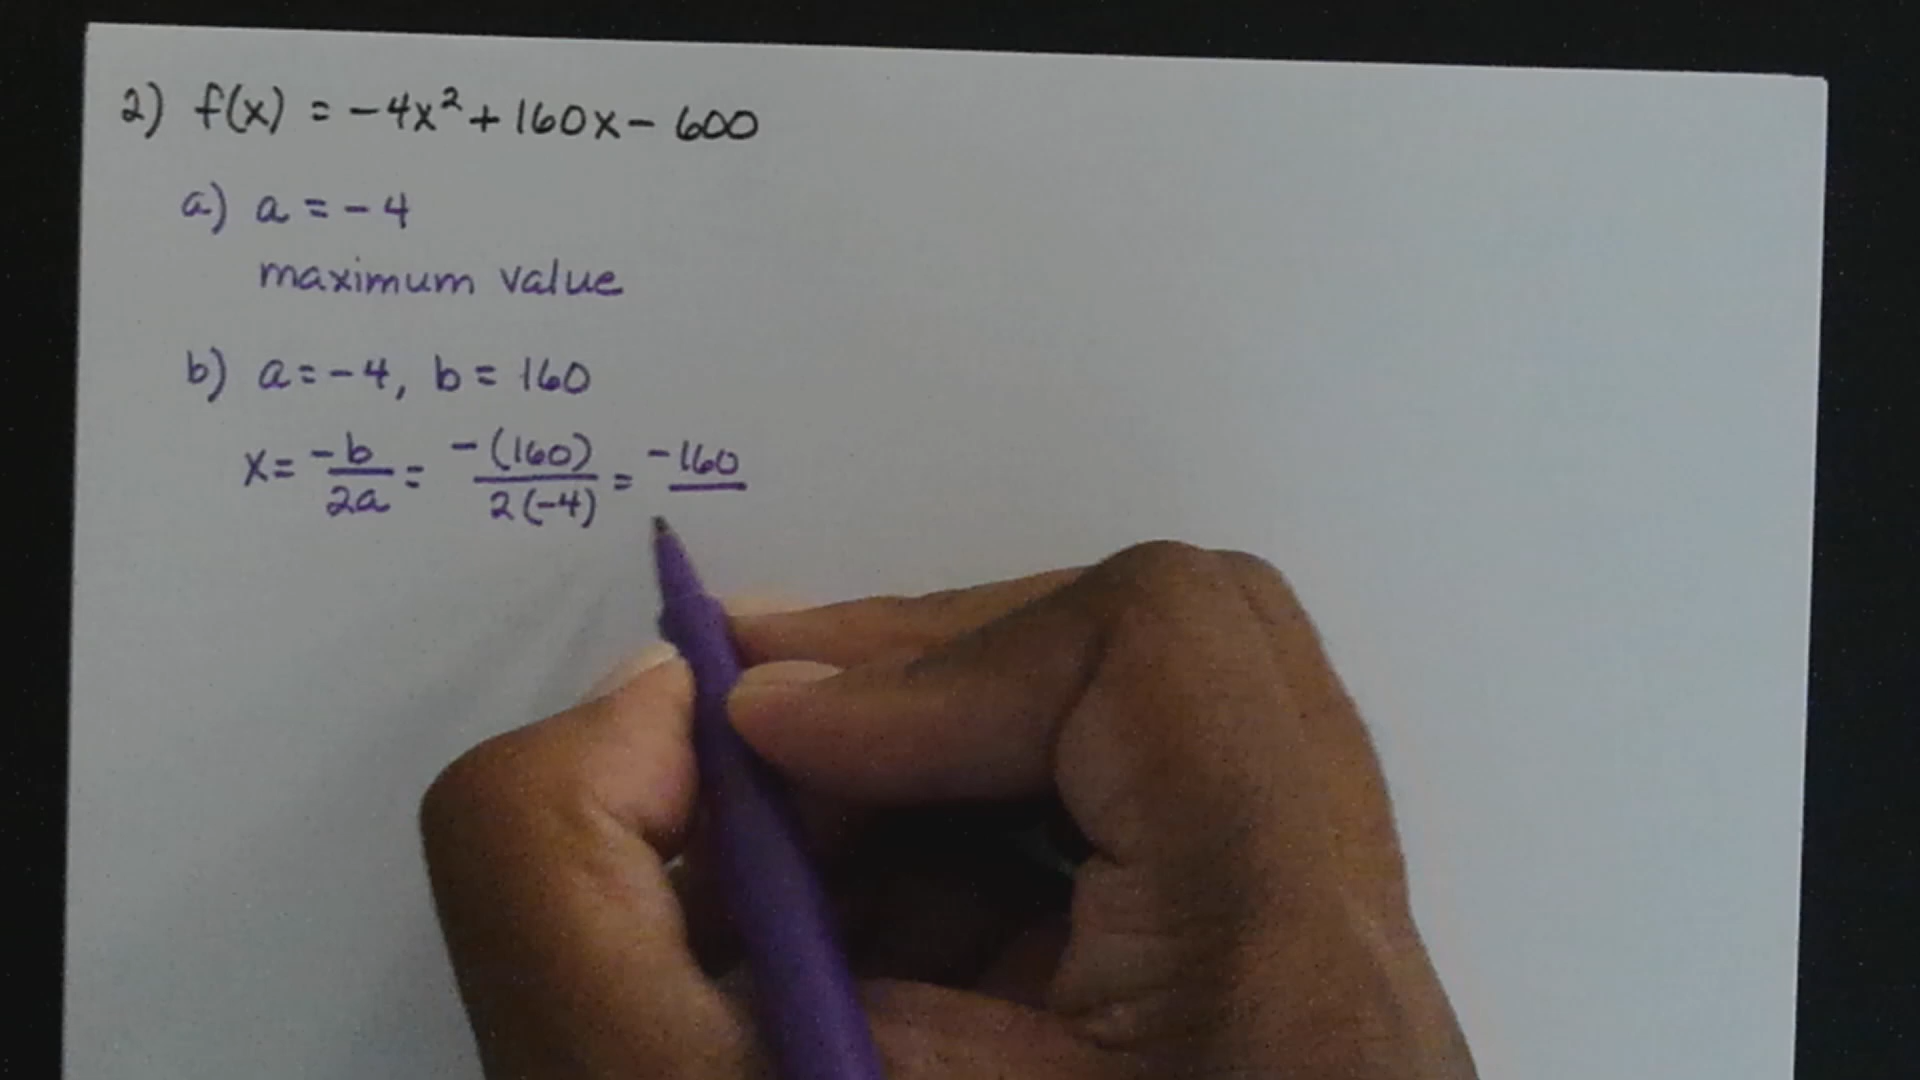 2) f(x) = -4x² + 160x - 600
a) a = -4
maximum value
b) a = -4, b = 160
x = -b/2a = -(160)/2(-4) = -160/